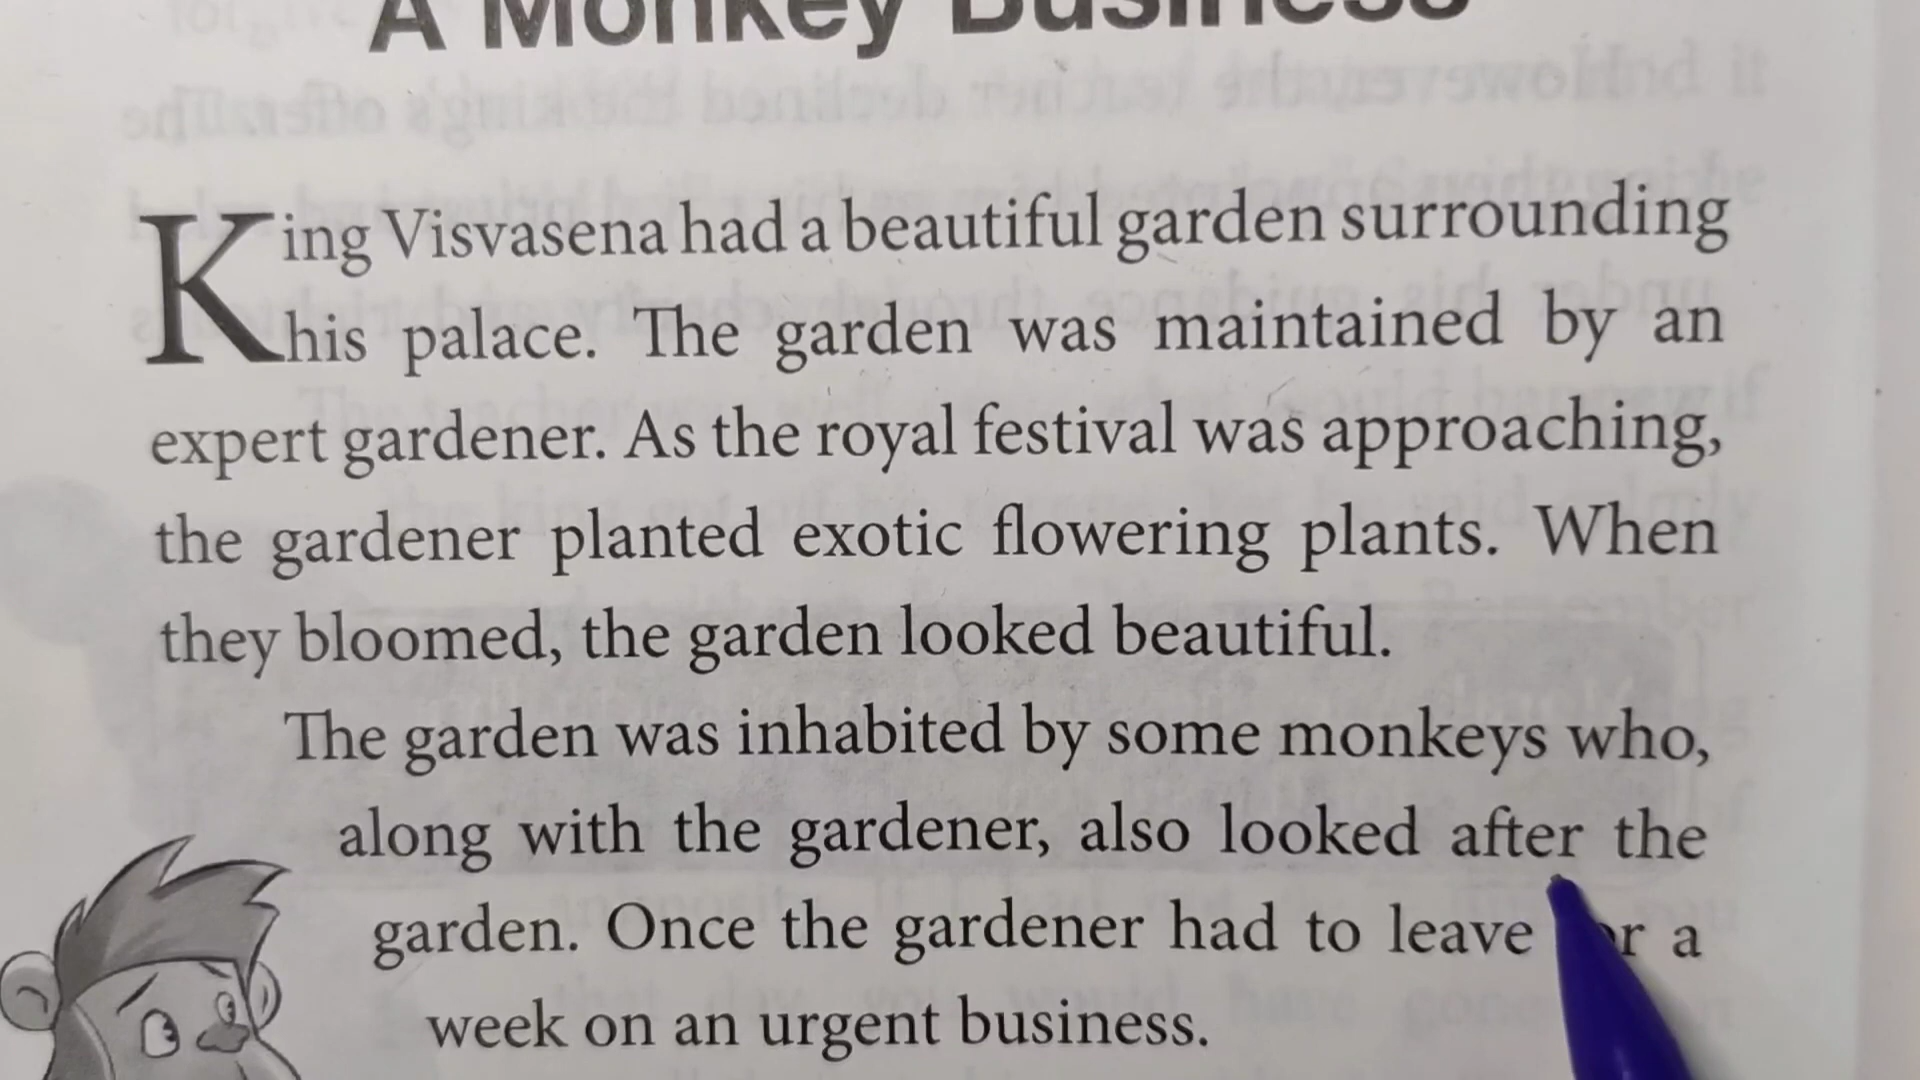 A Monkey Business
King Visvasena had a beautiful garden surrounding
his palace. The garden was maintained by an
expert gardener. As the royal festival was approaching,
the gardener planted exotic flowering plants. When
they bloomed, the garden looked beautiful.
The garden was inhabited by some monkeys who,
along with the gardener, also looked after the
garden. Once the gardener had to leave for a
week on an urgent business.